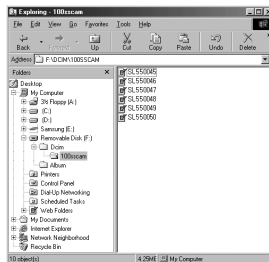 Exploring - 100sscam
File Edit View Go Favorites Tools Help
Back Forward Up Cut Copy Paste Undo Delete
Address F:\DCIM\100SSCAM
Folders
Desktop
My Computer
3½ Floppy (A:)
(C:)
(D:)
Samsung (E:)
Removable Disk (F:)
Dcim
100sscam
Album
Printers
Control Panel
Dial-Up Networking
Scheduled Tasks
Web Folders
My Documents
Internet Explorer
Network Neighborhood
Recycle Bin
SL550045
SL550046
SL550047
SL550048
SL550049
SL550050
10 object(s) 4.25MB My Computer